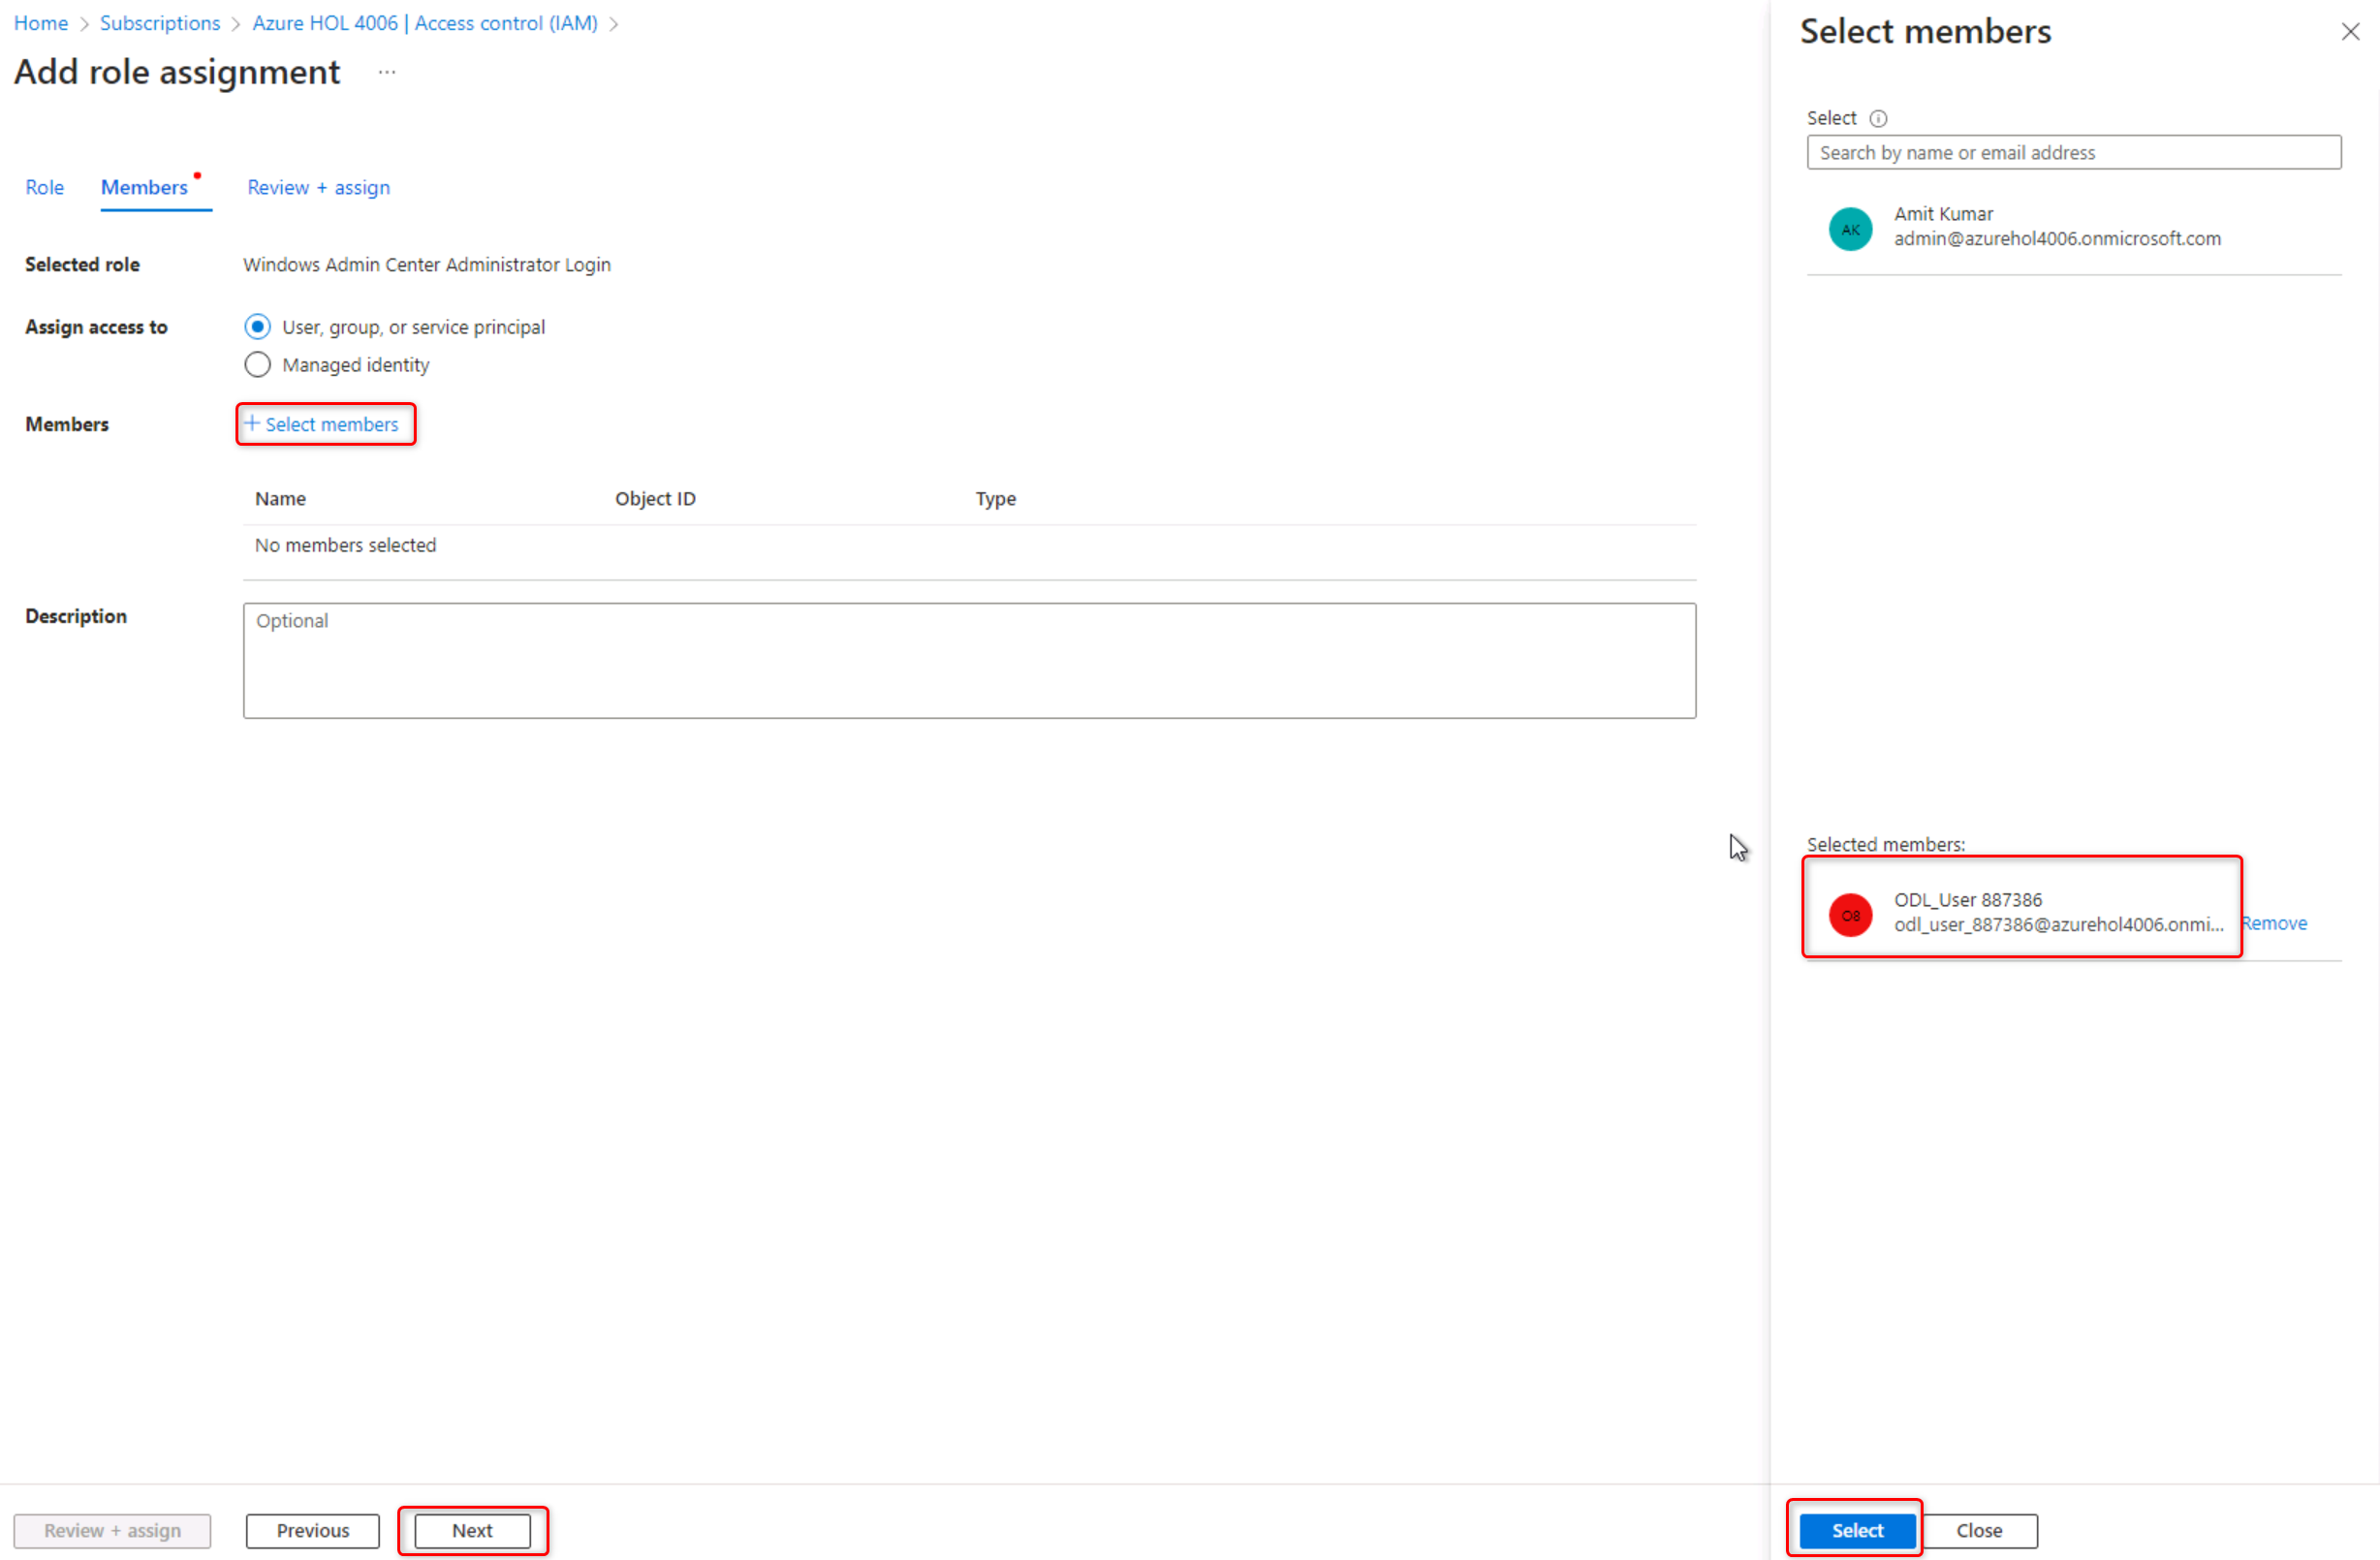 Home > Subscriptions > Azure HOL 4006 | Access control (IAM) >
Add role assignment ...
Role Members Review + assign
Selected role Windows Admin Center Administrator Login
Assign access to User, group, or service principal
Managed identity
Members + Select members
Name Object ID Type
No members selected
Description Optional
Review + assign Previous Next
Select members
Select
Search by name or email address
AK Amit Kumar
admin@azurehol4006.onmicrosoft.com
Selected members:
O8 ODL_User 887386
odl_user_887386@azurehol4006.onmi... Remove
Select Close